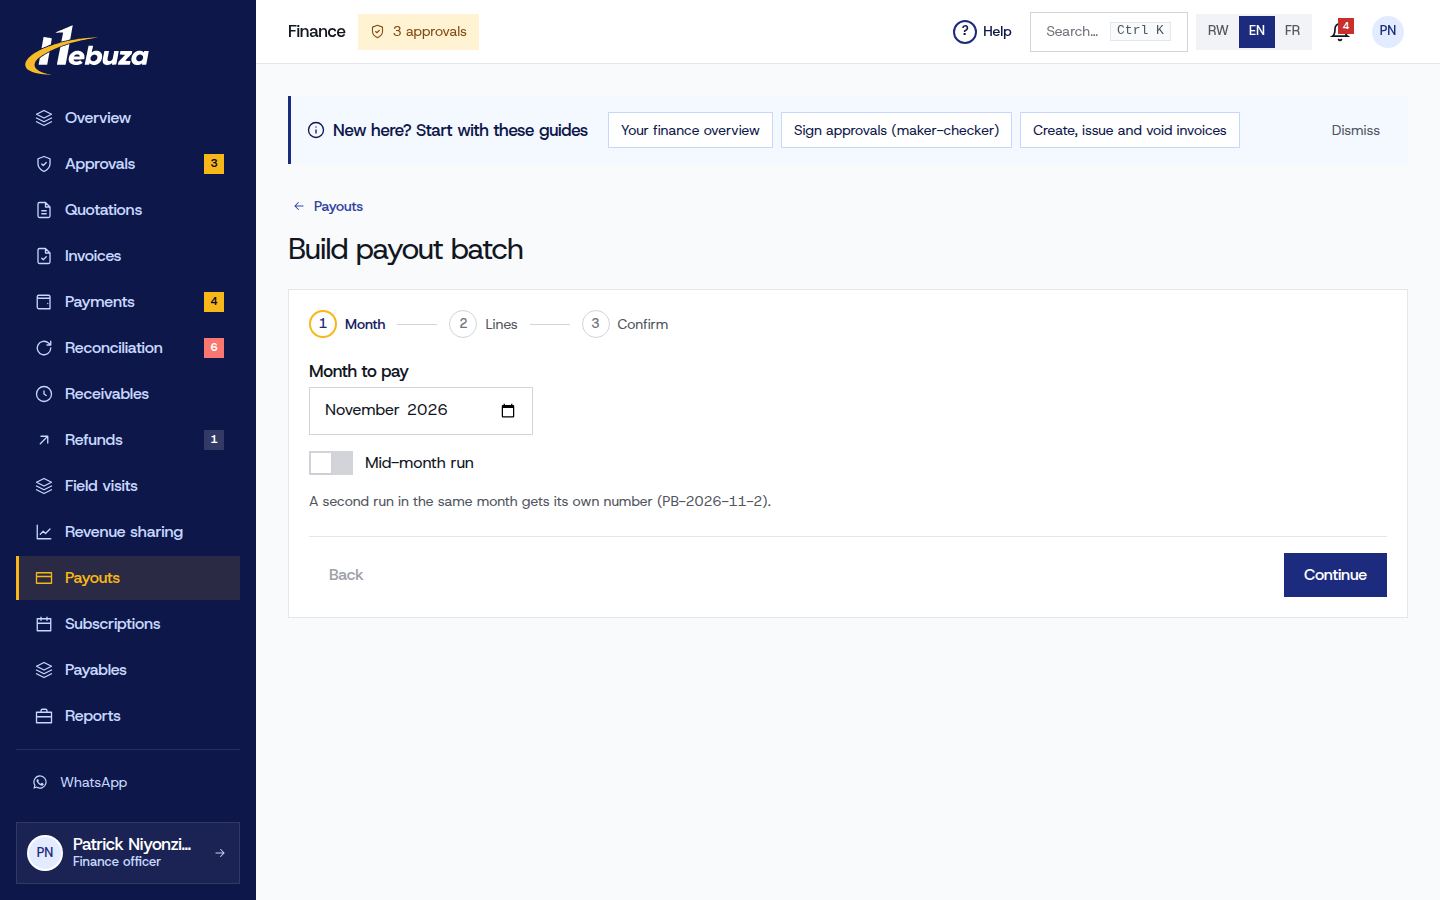 Hebuza
Overview
Approvals 3
Quotations
Invoices
Payments 4
Reconciliation 6
Receivables
Refunds 1
Field visits
Revenue sharing
Payouts
Subscriptions
Payables
Reports
WhatsApp
PN Patrick Niyonzi...
Finance officer
Finance 3 approvals
? Help Search... Ctrl K RW EN FR 4 PN
New here? Start with these guides Your finance overview Sign approvals (maker-checker) Create, issue and void invoices Dismiss
← Payouts
Build payout batch
1 Month 2 Lines 3 Confirm
Month to pay
November 2026
Mid-month run
A second run in the same month gets its own number (PB-2026-11-2).
Back Continue